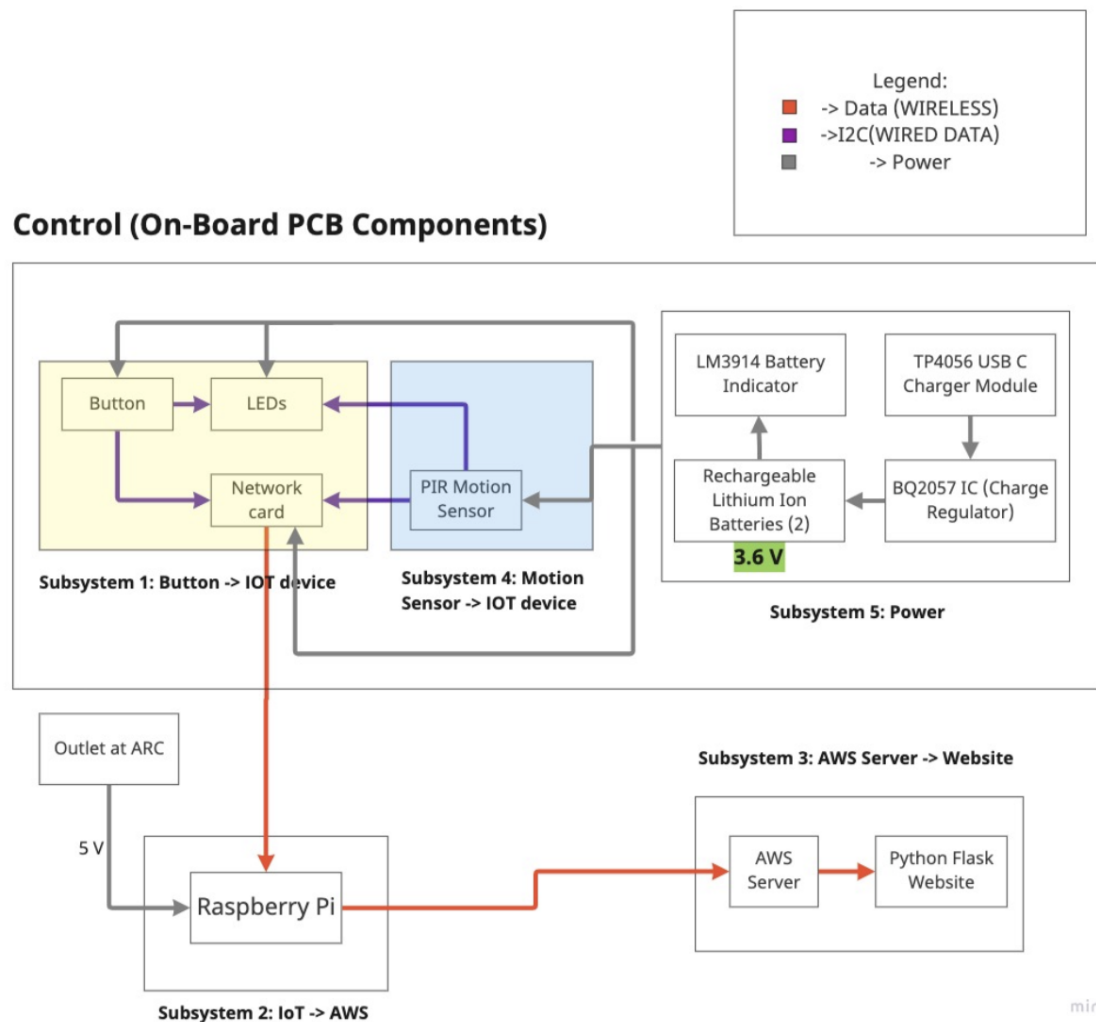 Legend:
-> Data (WIRELESS)
->I2C(WIRED DATA)
-> Power
Control (On-Board PCB Components)
Button
LEDs
Network
card
Subsystem 1: Button -> IOT device
PIR Motion
Sensor
Subsystem 4: Motion
Sensor -> IOT device
LM3914 Battery
Indicator
TP4056 USB C
Charger Module
Rechargeable
Lithium Ion
Batteries (2)
3.6 V
BQ2057 IC (Charge
Regulator)
Subsystem 5: Power
Outlet at ARC
5 V
Raspberry Pi
Subsystem 2: IoT -> AWS
Subsystem 3: AWS Server -> Website
AWS
Server
Python Flask
Website